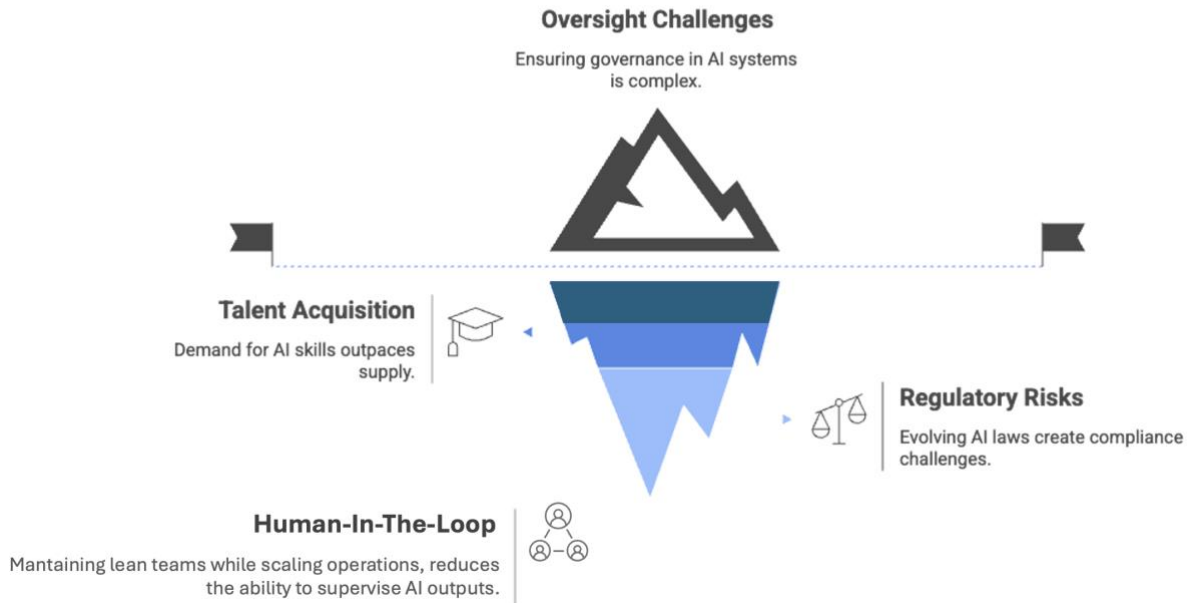 Oversight Challenges
Ensuring governance in AI systems
is complex.
Talent Acquisition
Demand for AI skills outpaces
supply.
Regulatory Risks
Evolving AI laws create compliance
challenges.
Human-In-The-Loop
Mantaining lean teams while scaling operations, reduces
the ability to supervise AI outputs.